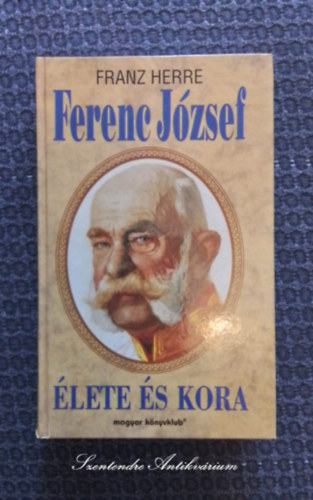 FRANZ HERRE
Ferenc József
ÉLETE ÉS KORA
magyar könyvklub®
Szentendre Antikvárium